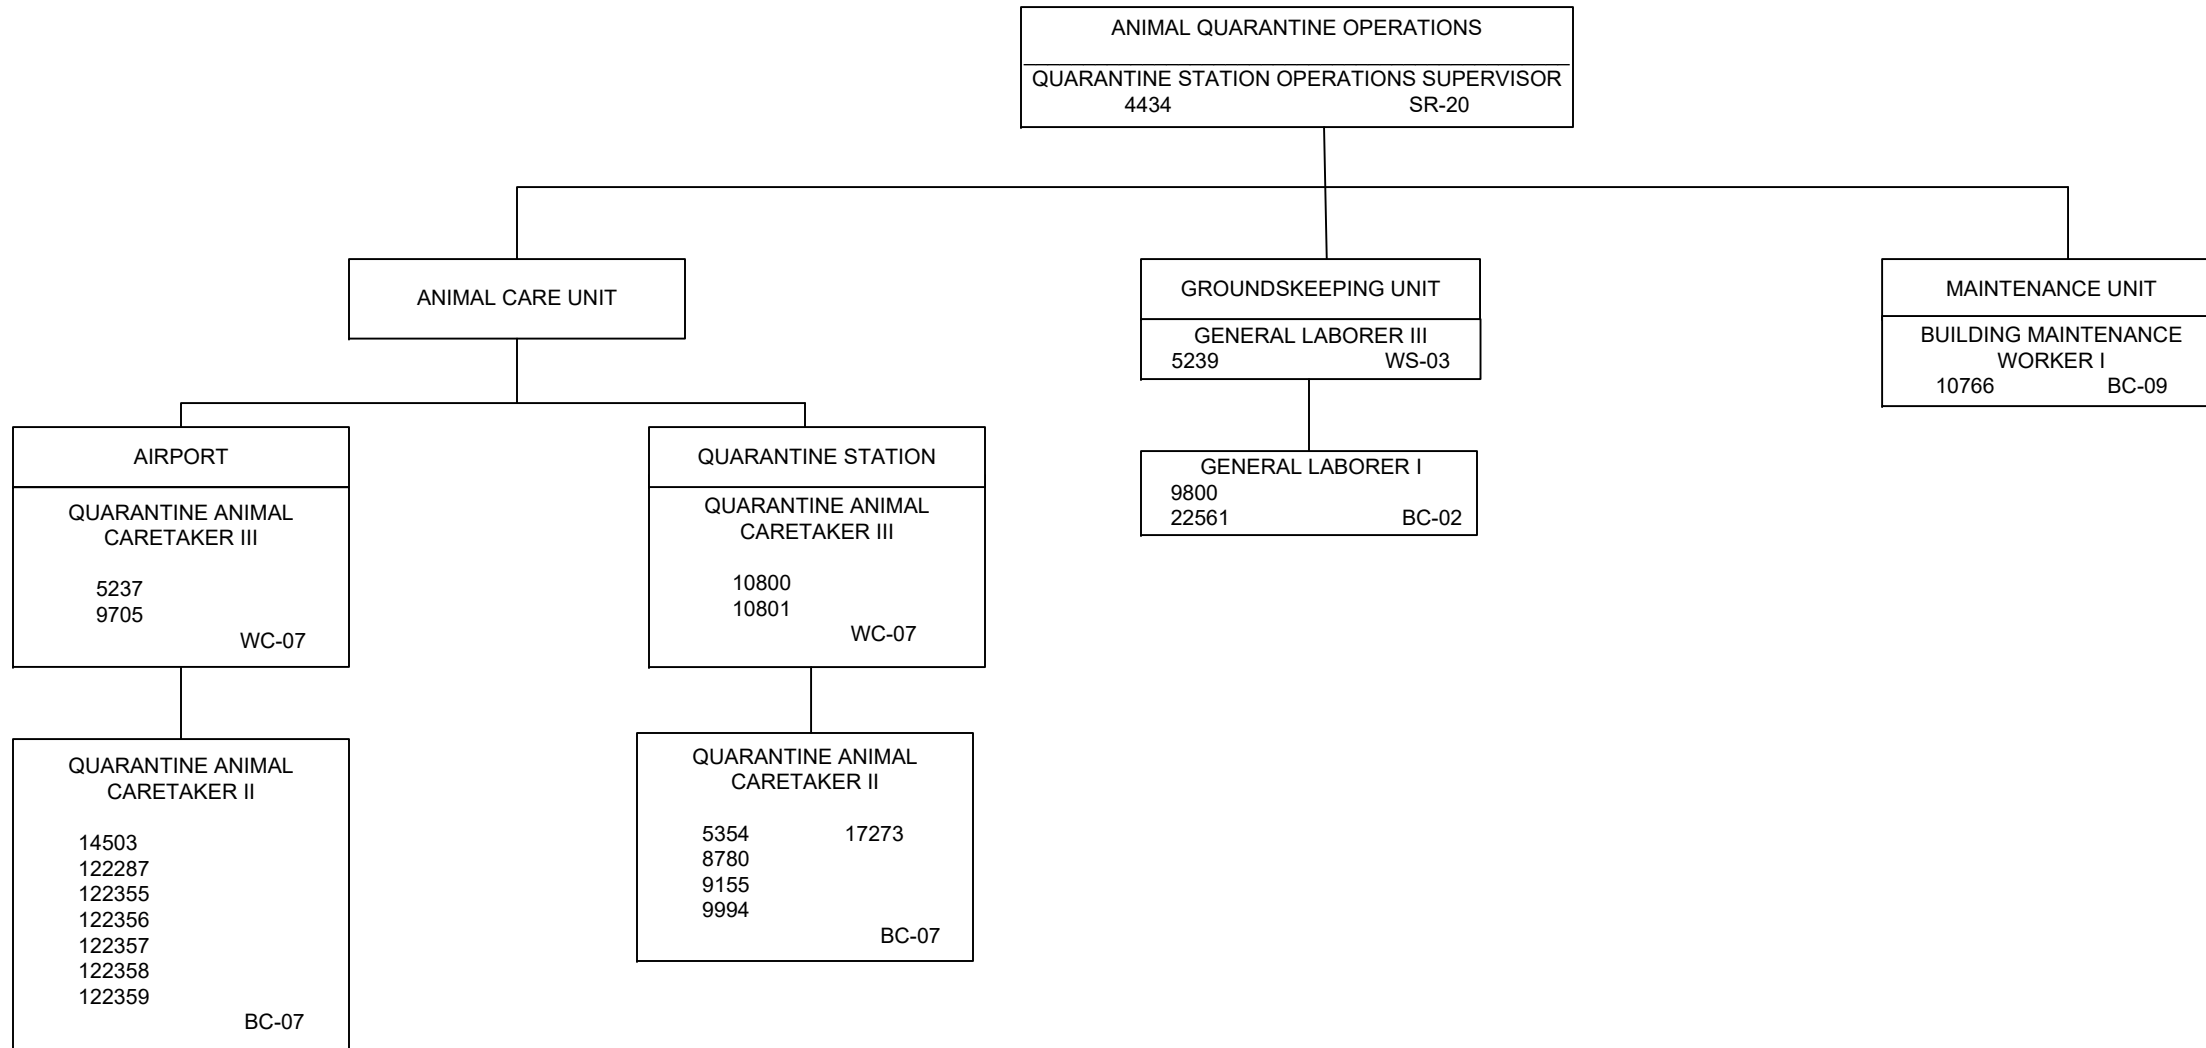 ANIMAL QUARANTINE OPERATIONS
QUARANTINE STATION OPERATIONS SUPERVISOR
4434 SR-20
ANIMAL CARE UNIT
GROUNDSKEEPING UNIT
GENERAL LABORER III
5239 WS-03
MAINTENANCE UNIT
BUILDING MAINTENANCE
WORKER I
10766 BC-09
AIRPORT
QUARANTINE ANIMAL
CARETAKER III
5237
9705
WC-07
QUARANTINE STATION
QUARANTINE ANIMAL
CARETAKER III
10800
10801
WC-07
GENERAL LABORER I
9800
22561 BC-02
QUARANTINE ANIMAL
CARETAKER II
14503
122287
122355
122356
122357
122358
122359
BC-07
QUARANTINE ANIMAL
CARETAKER II
5354 17273
8780
9155
9994
BC-07